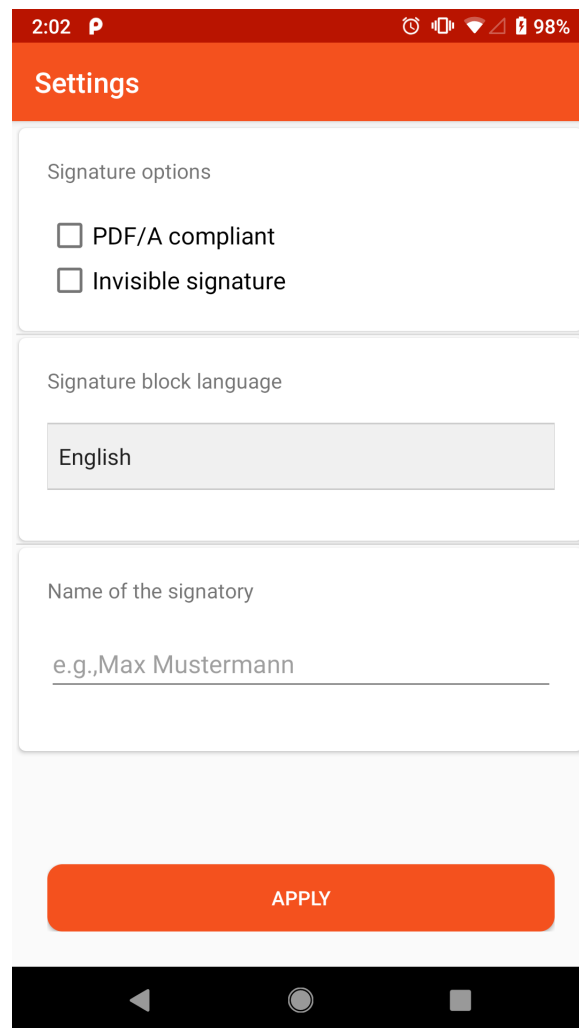 2:02 98%
Settings
Signature options
PDF/A compliant
Invisible signature
Signature block language
English
Name of the signatory
e.g.,Max Mustermann
APPLY